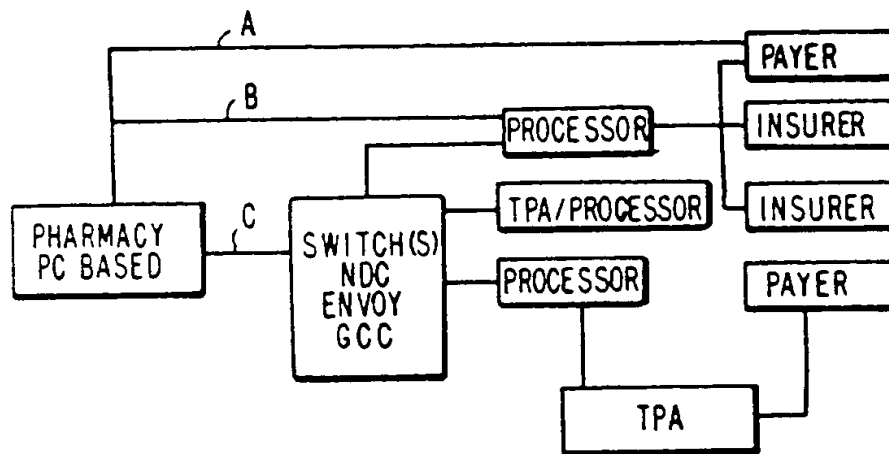 A
PAYER
B
PROCESSOR
INSURER
C
TPA/PROCESSOR
INSURER
PHARMACY
PC BASED
SWITCH(S)
NDC
ENVOY
GCC
PROCESSOR
PAYER
TPA